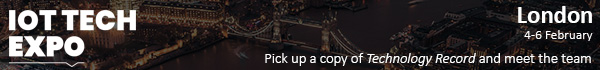 IOT TECH
EXPO
London
4-6 February
Pick up a copy of Technology Record and meet the team